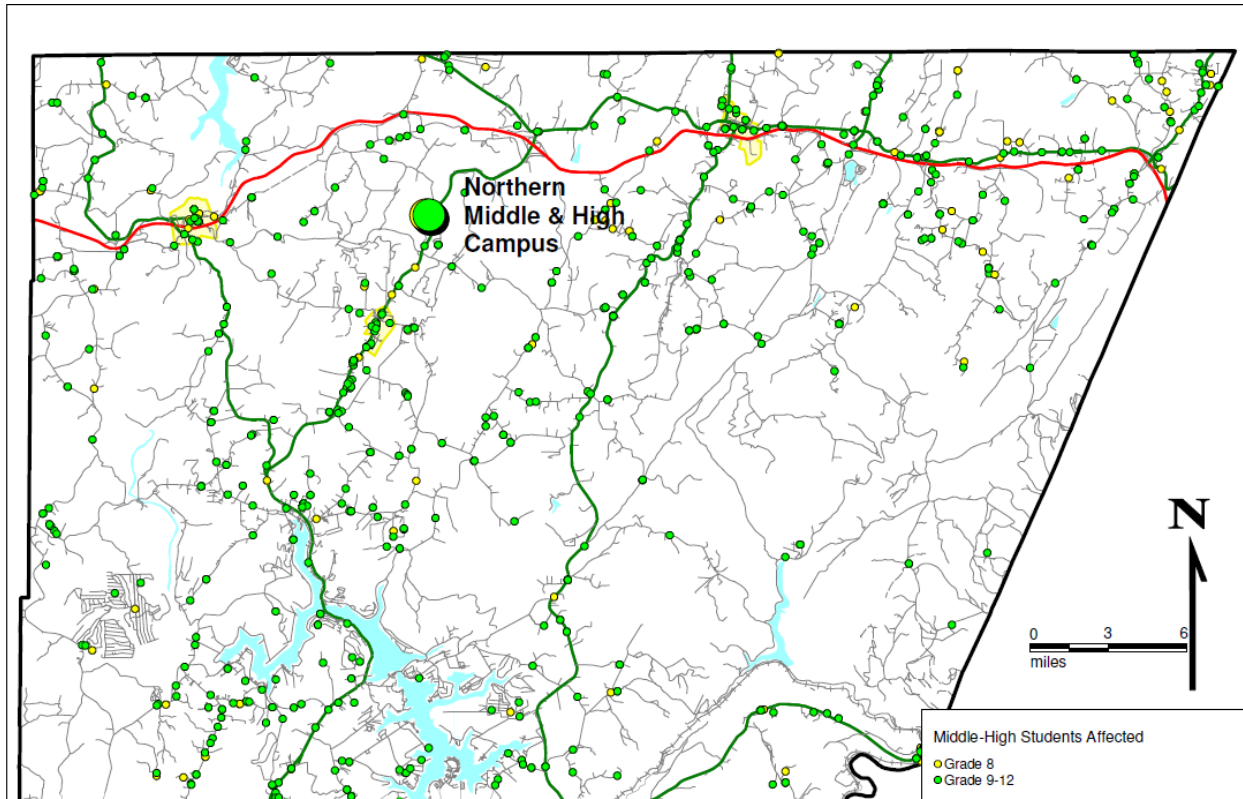 Northern
Middle & High
Campus
N
0 3 6
miles
Middle-High Students Affected
Grade 8
Grade 9-12